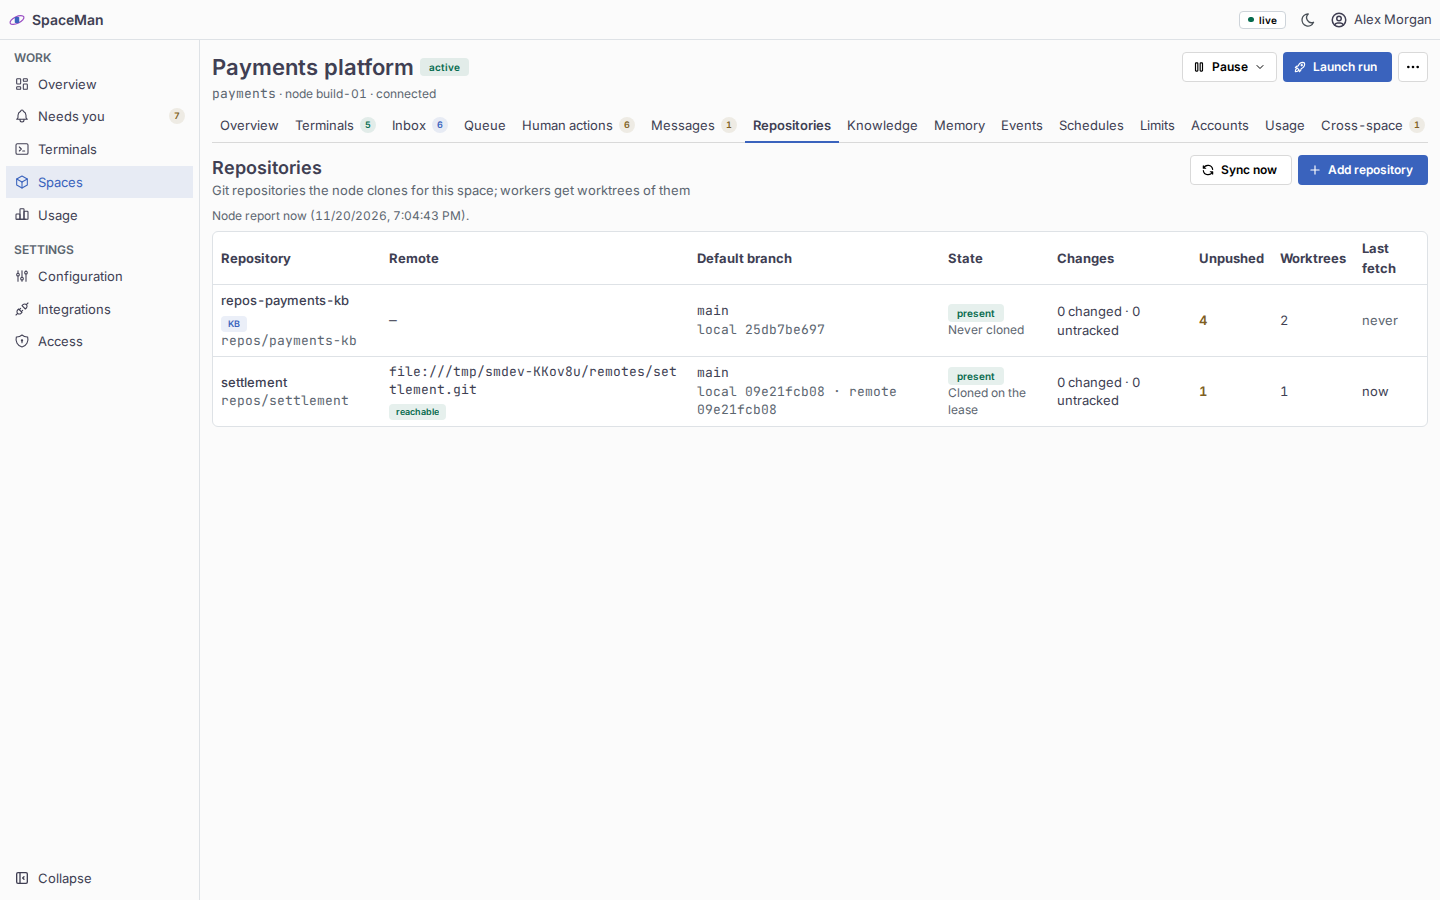 SpaceMan
live
Alex Morgan
WORK
Overview
Needs you 7
Terminals
Spaces
Usage
SETTINGS
Configuration
Integrations
Access
Collapse
Payments platform active
payments · node build-01 · connected
Pause
Launch run
Overview Terminals 5 Inbox 6 Queue Human actions 6 Messages 1 Repositories Knowledge Memory Events Schedules Limits Accounts Usage Cross-space 1
Repositories
Git repositories the node clones for this space; workers get worktrees of them
Sync now
Add repository
Node report now (11/20/2026, 7:04:43 PM).
Repository Remote Default branch State Changes Unpushed Worktrees Last fetch
repos-payments-kb
KB
repos/payments-kb
—
main
local 25db7be697
present
Never cloned
0 changed · 0
untracked
4
2
never
settlement
repos/settlement
file:///tmp/smdev-KKov8u/remotes/set
tlement.git
reachable
main
local 09e21fcb08 · remote
09e21fcb08
present
Cloned on the
lease
0 changed · 0
untracked
1
1
now